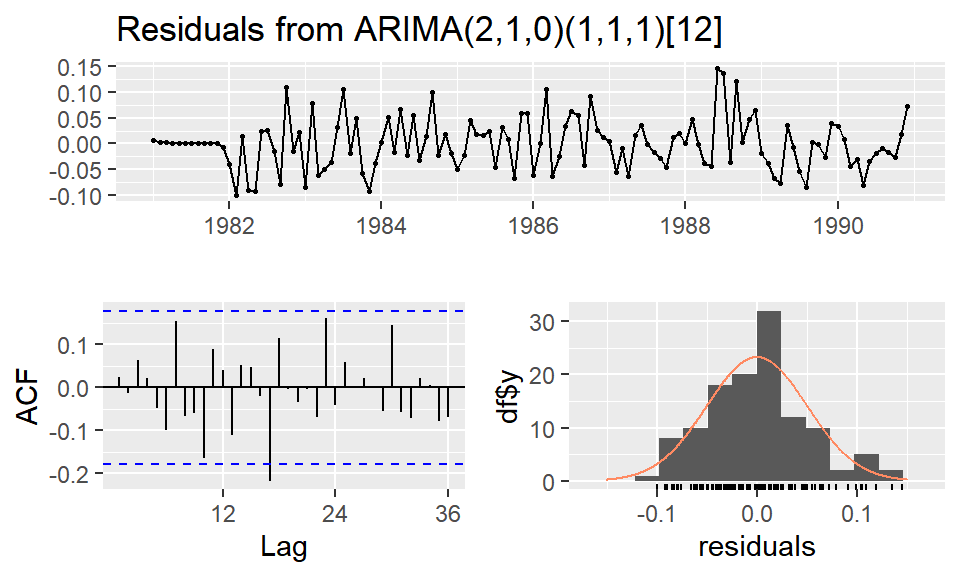 Residuals from ARIMA(2,1,0)(1,1,1)[12]
0.15
0.10
0.05
0.00
-0.05
-0.10
1982 1984 1986 1988 1990
ACF
0.1
0.0
-0.1
-0.2
12 24 36
Lag
df$y
30
20
10
0
-0.1 0.0 0.1
residuals